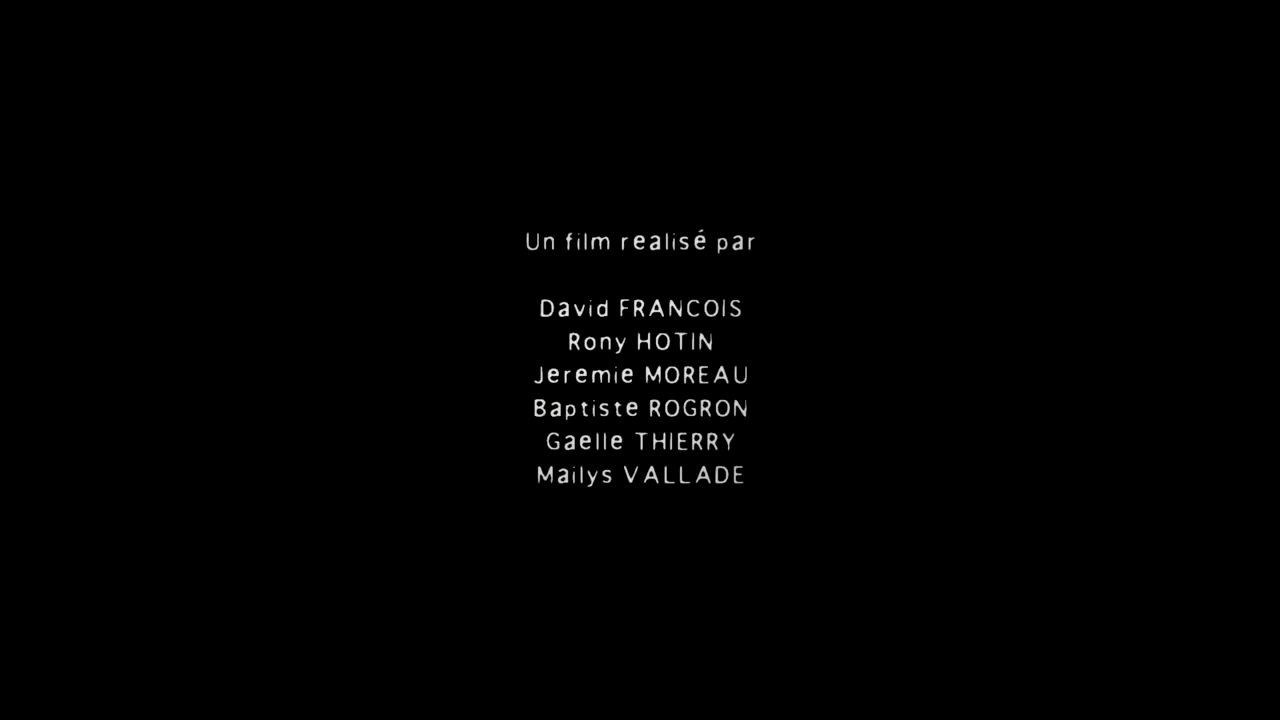 Un film realisé par
David FRANCOIS
Rony HOTIN
Jeremie MOREAU
Baptiste ROGRON
Gaelle THIERRY
Mailys VALLADE